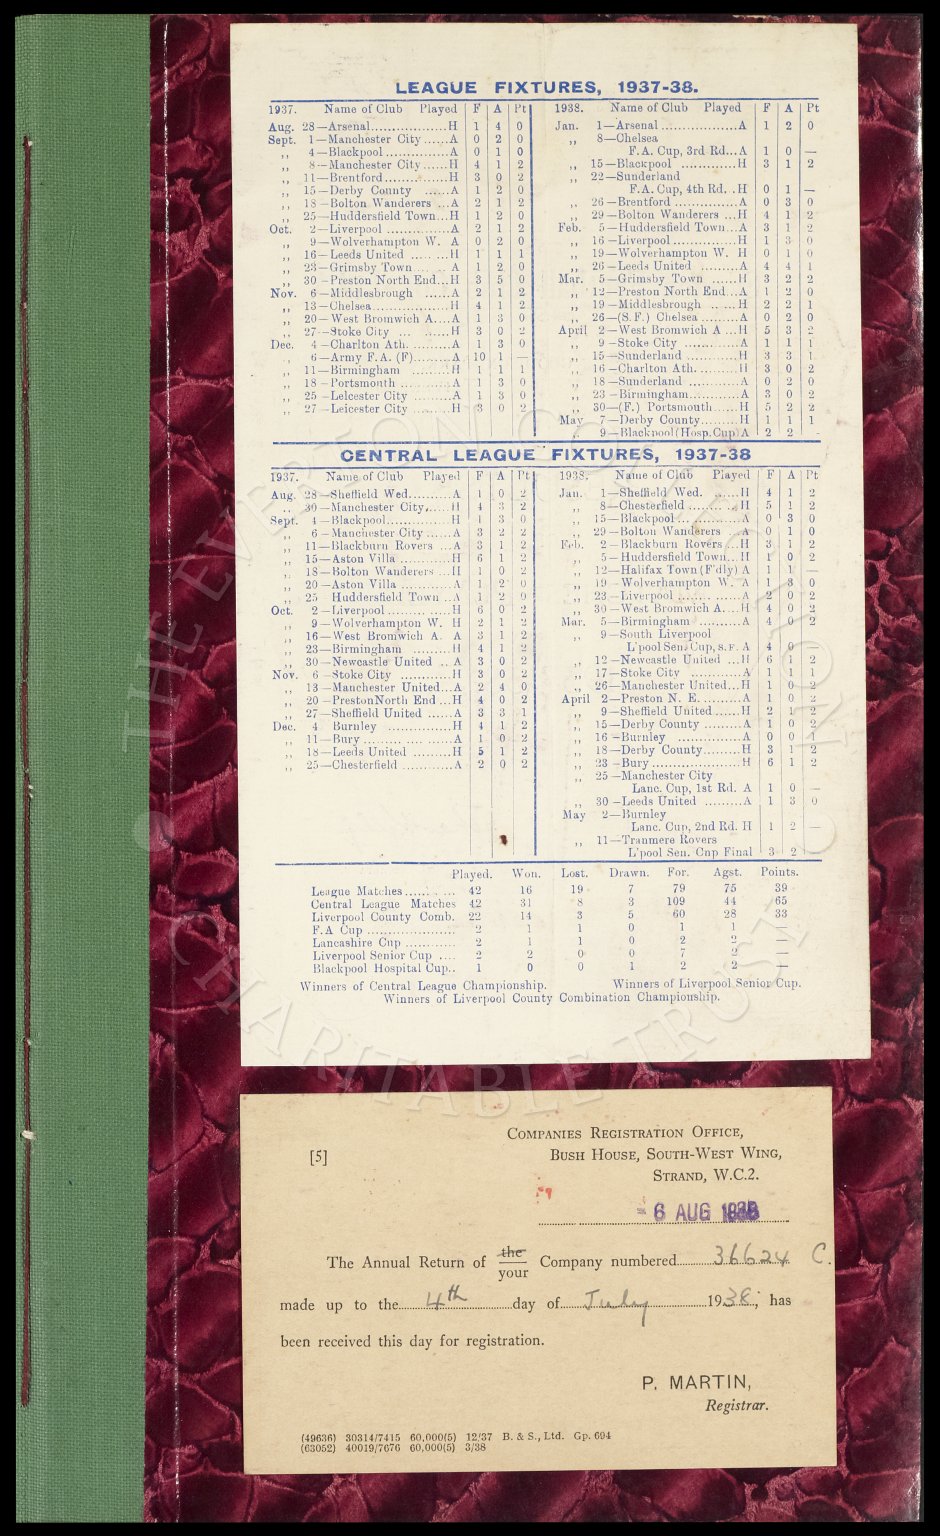 LEAGUE FIXTURES, 1937-38.
1937. Name of Club Played F A Pt
Aug. 28—Arsenal..................H 1 4 0
Sept. 1—Manchester City......A 0 2 0
,, 4—Blackpool...............A 0 1 0
,, 8—Manchester City......H 4 1 2
,, 11—Brentford...............H 3 0 2
,, 15—Derby County ......A 1 2 0
,, 18—Bolton Wanderers ...A 2 1 2
,, 25—Huddersfield Town...H 1 2 0
Oct. 2—Liverpool ...............A 2 1 2
,, 9—Wolverhampton W. A 0 2 0
,, 16—Leeds United .........H 1 1 1
,, 23—Grimsby Town ...... A 1 2 0
,, 30—Preston North End...H 3 5 0
Nov. 6—Middlesbrough ......A 2 1 2
,, 13—Chelsea..................H 4 1 2
,, 20—West Bromwich A....A 1 3 0
,, 27—Stoke City ............H 3 0 2
Dec. 4—Charlton Ath. .........A 1 3 0
6—Army F.A. (F).........A 10 1 —
,, 11—Birmingham .........H 1 1 1
,, 18—Portsmouth ............A 1 3 0
,, 25—Leicester City .........A 1 3 0
,, 27—Leicester City .........H 3 0 2
1938. Name of Club Played F A Pt
Jan. 1—Arsenal ..................A 1 2 0
,, 8—Chelsea
F.A. Cup, 3rd Rd...A 1 0 —
,, 15—Blackpool .............H 3 1 2
,, 22—Sunderland
F.A. Cup, 4th Rd. ..H 0 1 —
,, 26—Brentford ...............A 0 3 0
,, 29—Bolton Wanderers ...H 4 1 2
Feb. 5—Huddersfield Town...A 3 1 2
,, 16—Liverpool...............H 1 3 0
,, 19—Wolverhampton W. H 0 1 0
,, 26—Leeds United .........A 4 4 1
Mar. 5—Grimsby Town ......H 3 2 2
,, 12—Preston North End...A 1 2 0
,, 19—Middlesbrough ......H 2 2 1
,, 26—(S.F.) Chelsea .........A 0 2 0
April 2—West Bromwich A ...H 5 3 2
,, 9—Stoke City ............A 1 1 1
,, 15—Sunderland ............H 3 3 1
,, 16—Charlton Ath..........H 3 0 2
,, 18—Sunderland ............A 0 2 0
,, 23—Birmingham............A 3 0 2
,, 30—(F.) Portsmouth......H 5 2 2
May 7—Derby County.........H 1 1 1
,, 9—Blackpool(Hosp.Cup)A 2 2 -
CENTRAL LEAGUE FIXTURES, 1937-38
1937. Name of Club Played F A Pt
Aug. 28—Sheffield Wed..........A 1 0 2
,, 30—Manchester City......H 4 3 2
Sept. 4—Blackpool...............H 1 3 0
,, 6—Manchester City......A 3 2 2
,, 11—Blackburn Rovers ...A 3 1 2
,, 15—Aston Villa ............H 6 1 2
,, 18—Bolton Wanderers ...H 1 0 2
,, 20—Aston Villa ............A 1 2 0
,, 25—Huddersfield Town ..A 1 2 0
Oct. 2—Liverpool...............H 6 0 2
,, 9—Wolverhampton W. H 2 1 2
,, 16—West Bromwich A. A 3 1 2
,, 23—Birmingham .........H 4 1 2
,, 30—Newcastle United .. A 3 0 2
Nov. 6—Stoke City ............H 3 0 2
,, 13—Manchester United...A 2 4 0
,, 20—Preston North End ...H 4 0 2
,, 27—Sheffield United ......A 3 3 1
Dec. 4—Burnley ...............H 4 1 2
,, 11—Bury .....................A 1 0 2
,, 18—Leeds United .........H 5 1 2
,, 25—Chesterfield ............A 2 0 2
1938. Name of Club Played F A Pt
Jan. 1—Sheffield Wed. ......H 4 1 2
,, 8—Chesterfield ............H 5 1 2
,, 15—Blackpool...............A 0 3 0
,, 29—Bolton Wanderers ...A 0 1 0
Feb. 2—Blackburn Rovers ...H 3 1 2
,, 5—Huddersfield Town...H 1 0 2
,, 12—Halifax Town (F'dly) A 1 1 —
,, 19—Wolverhampton W. A 1 3 0
,, 23—Liverpool ...............A 2 0 2
,, 30—West Bromwich A....H 4 0 2
Mar. 5—Birmingham ..........A 4 0 2
,, 9—South Liverpool
L'pool Sen. Cup, S.F. A 4 0 —
,, 12—Newcastle United ...H 6 1 2
,, 17—Stoke City ............A 1 1 1
,, 26—Manchester United...H 1 0 2
April 2—Preston N. E. .........A 1 0 2
,, 9—Sheffield United ......H 2 1 2
,, 15—Derby County .........A 1 0 2
,, 16—Burnley ...............A 0 0 1
,, 18—Derby County.........H 3 1 2
,, 23—Bury .....................H 6 1 2
,, 25—Manchester City
Lanc. Cup, 1st Rd. A 1 0 —
,, 30—Leeds United .........A 1 3 0
May 2—Burnley
Lanc. Cup, 2nd Rd. H 1 2 —
,, 11—Tranmere Rovers
L'pool Sen. Cup Final 3 2
Played. Won. Lost. Drawn. For. Agst. Points.
League Matches ......... 42 16 19 7 79 75 39
Central League Matches 42 31 8 3 109 44 65
Liverpool County Comb. 22 14 3 5 60 28 33
F.A Cup ..................... 2 1 1 0 1 1 —
Lancashire Cup ............ 2 1 1 0 2 2 —
Liverpool Senior Cup .... 2 2 0 0 7 2 —
Blackpool Hospital Cup.. 1 0 0 1 2 2 —
Winners of Central League Championship. Winners of Liverpool Senior Cup.
Winners of Liverpool County Combination Championship.
THE EVERTON COLLECTION
CHARITABLE TRUST
COMPANIES REGISTRATION OFFICE,
[5] BUSH HOUSE, SOUTH-WEST WING,
STRAND, W.C.2.
- 6 AUG 1938
The Annual Return of the Company numbered 36624 C.
your
made up to the 4th day of July 1938, has
been received this day for registration.
P. MARTIN,
Registrar.
(49636) 30314/7415 60,000(5) 12/37 B. & S., Ltd. Gp. 694
(63052) 40019/7676 60,000(5) 3/38